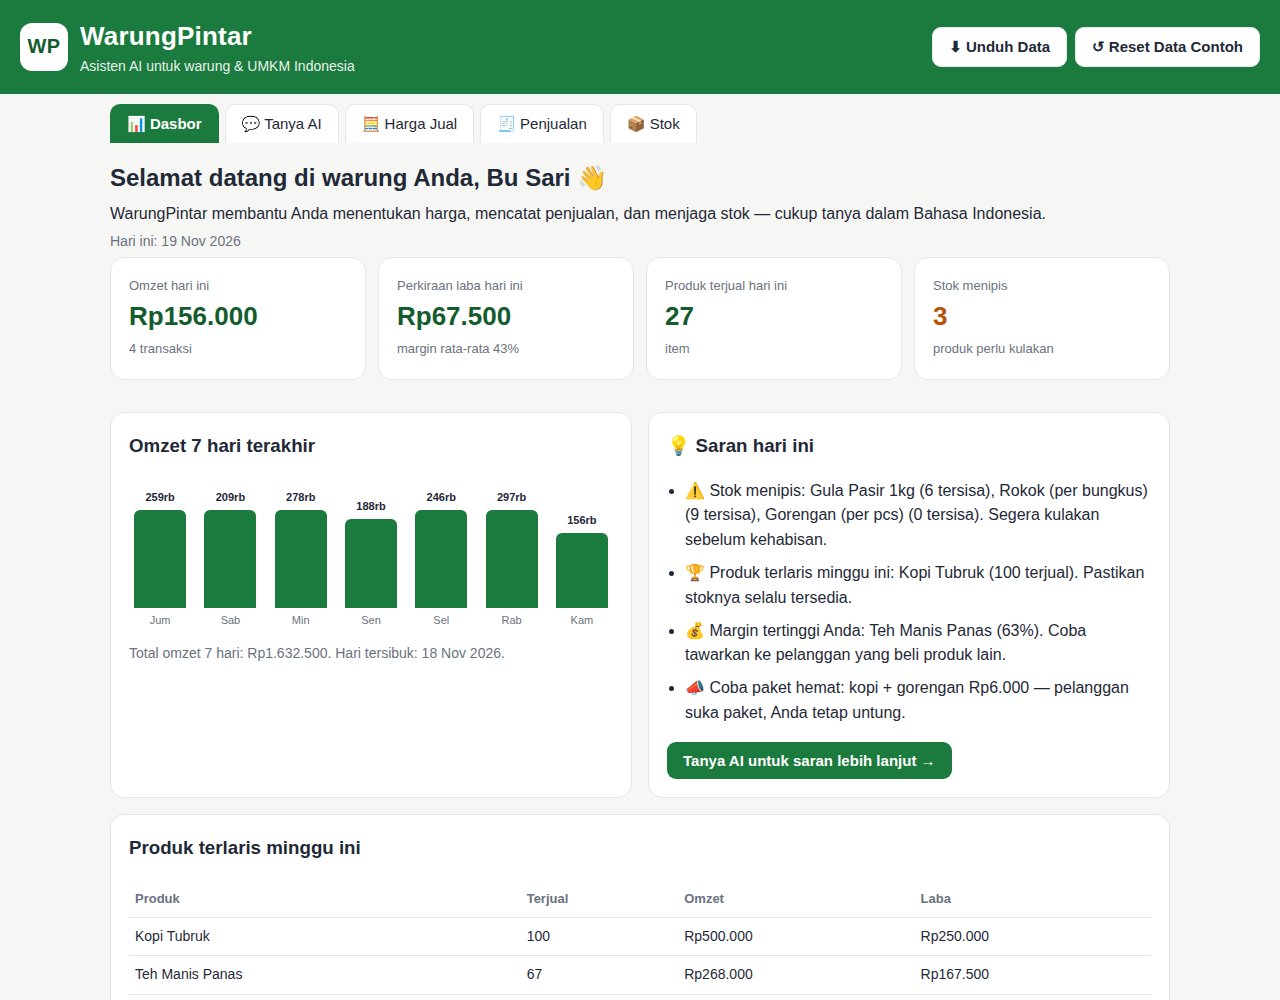 WP
WarungPintar
Asisten AI untuk warung & UMKM Indonesia
⬇ Unduh Data
↺ Reset Data Contoh
📊 Dasbor
💬 Tanya AI
🧮 Harga Jual
🧾 Penjualan
📦 Stok
Selamat datang di warung Anda, Bu Sari 👋
WarungPintar membantu Anda menentukan harga, mencatat penjualan, dan menjaga stok — cukup tanya dalam Bahasa Indonesia.
Hari ini: 19 Nov 2026
Omzet hari ini
Rp156.000
4 transaksi
Perkiraan laba hari ini
Rp67.500
margin rata-rata 43%
Produk terjual hari ini
27
item
Stok menipis
3
produk perlu kulakan
Omzet 7 hari terakhir
259rb 209rb 278rb 188rb 246rb 297rb 156rb
Jum Sab Min Sen Sel Rab Kam
Total omzet 7 hari: Rp1.632.500. Hari tersibuk: 18 Nov 2026.
💡 Saran hari ini
• ⚠️ Stok menipis: Gula Pasir 1kg (6 tersisa), Rokok (per bungkus)
(9 tersisa), Gorengan (per pcs) (0 tersisa). Segera kulakan
sebelum kehabisan.
• 🏆 Produk terlaris minggu ini: Kopi Tubruk (100 terjual). Pastikan
stoknya selalu tersedia.
• 💰 Margin tertinggi Anda: Teh Manis Panas (63%). Coba
tawarkan ke pelanggan yang beli produk lain.
• 📣 Coba paket hemat: kopi + gorengan Rp6.000 — pelanggan
suka paket, Anda tetap untung.
Tanya AI untuk saran lebih lanjut →
Produk terlaris minggu ini
Produk Terjual Omzet Laba
Kopi Tubruk 100 Rp500.000 Rp250.000
Teh Manis Panas 67 Rp268.000 Rp167.500